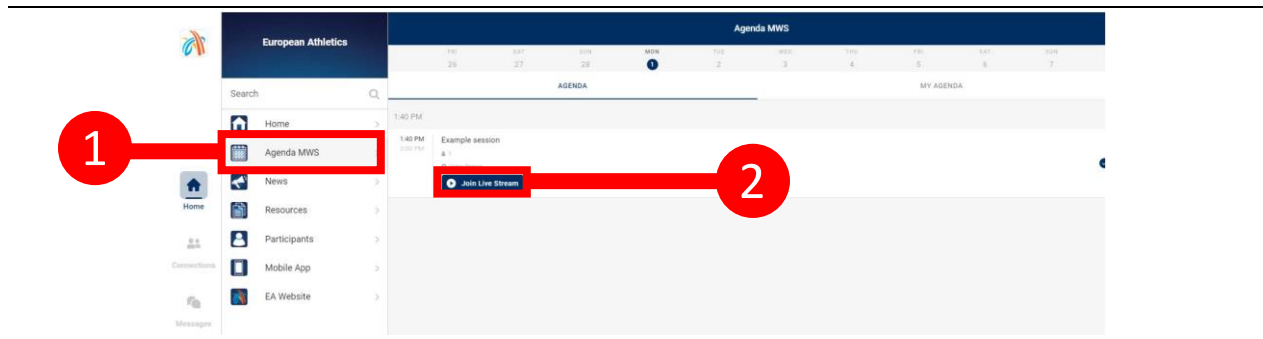 Agenda MWS
European Athletics
FRI SAT SUN MON TUE WED THU FRI SAT SUN
26 27 28 1 2 3 4 5 6 7
Search
AGENDA MY AGENDA
Home
1:40 PM
1
Agenda MWS
1:40 PM Example session
1
News
Join Live Stream
2
Home
Resources
Participants
Connections
Mobile App
EA Website
Messages